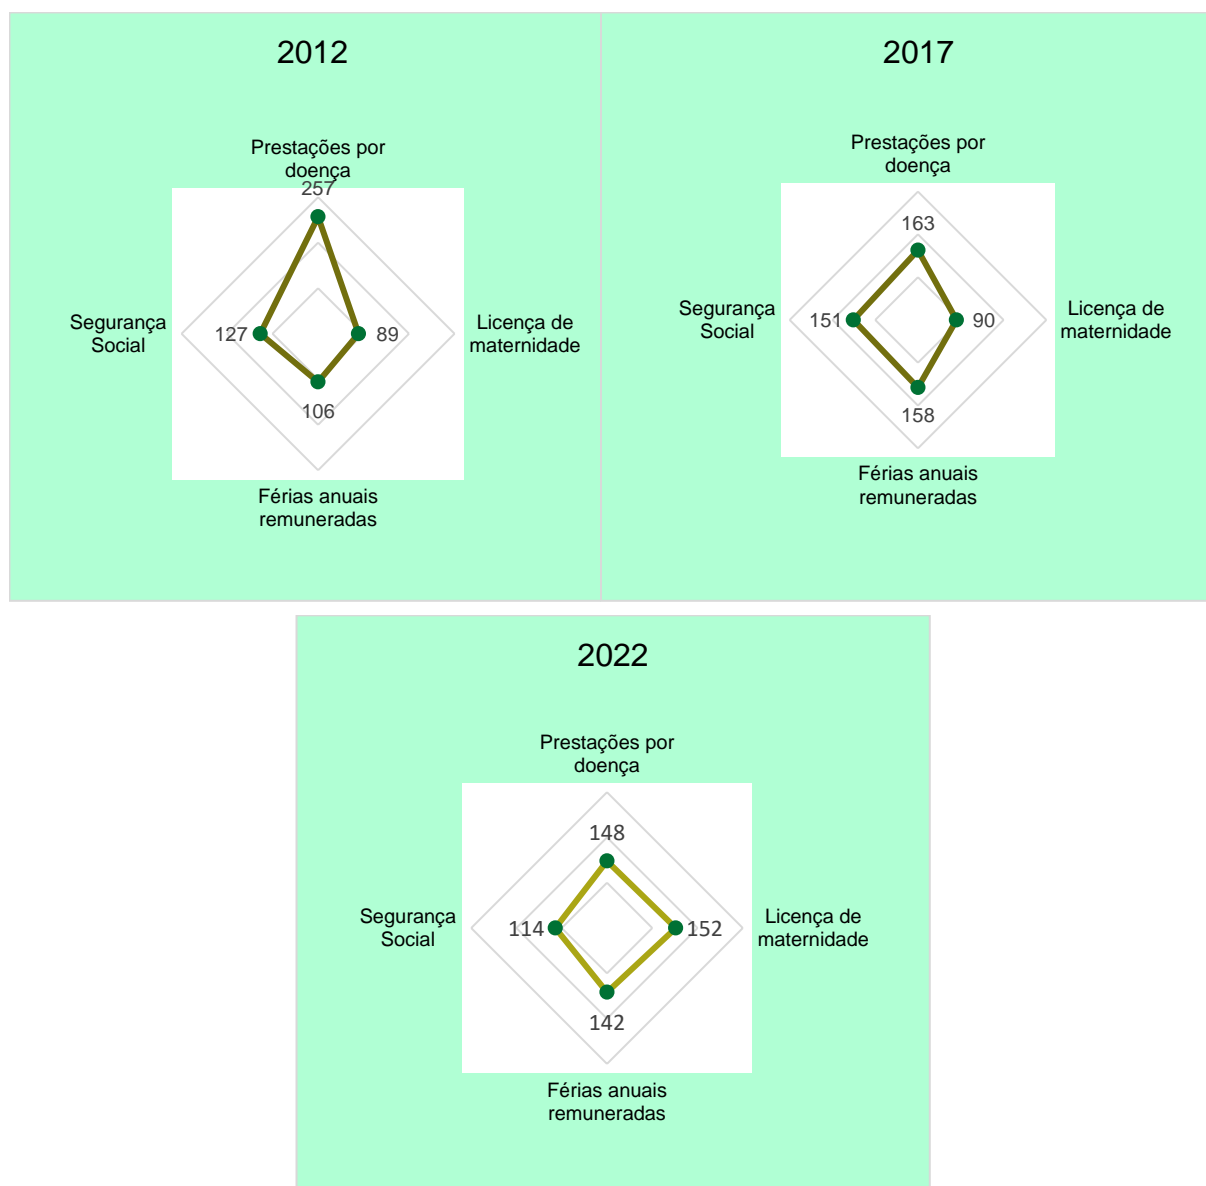 2012
Prestações por
doença
257
Segurança
Social
127
89
Licença de
maternidade
106
Férias anuais
remuneradas
2017
Prestações por
doença
163
Segurança
Social
151
90
Licença de
maternidade
158
Férias anuais
remuneradas
2022
Prestações por
doença
148
Segurança
Social
114
152
Licença de
maternidade
142
Férias anuais
remuneradas